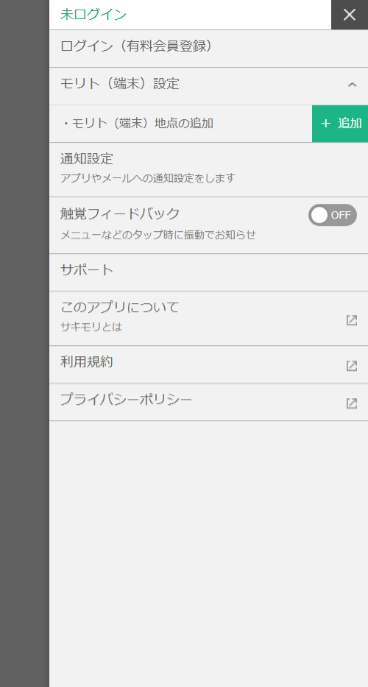 未ログイン
ログイン（有料会員登録）
モリト（端末）設定
・モリト（端末）地点の追加
＋ 追加
通知設定
アプリやメールへの通知設定をします
触覚フィードバック
OFF
メニューなどのタップ時に振動でお知らせ
サポート
このアプリについて
サキモリとは
利用規約
プライバシーポリシー